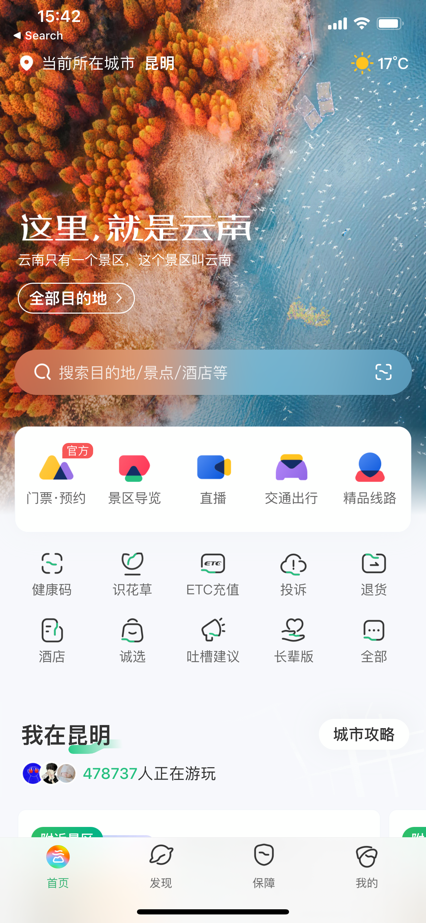 15:42
Search
当前所在城市 昆明
17°C
这里,就是云南
云南只有一个景区，这个景区叫云南
全部目的地
搜索目的地/景点/酒店等
官方
门票·预约 景区导览 直播 交通出行 精品线路
ETC
健康码 识花草 ETC充值 投诉 退货
酒店 诚选 吐槽建议 长辈版 全部
我在昆明
城市攻略
478737人正在游玩
首页 发现 保障 我的